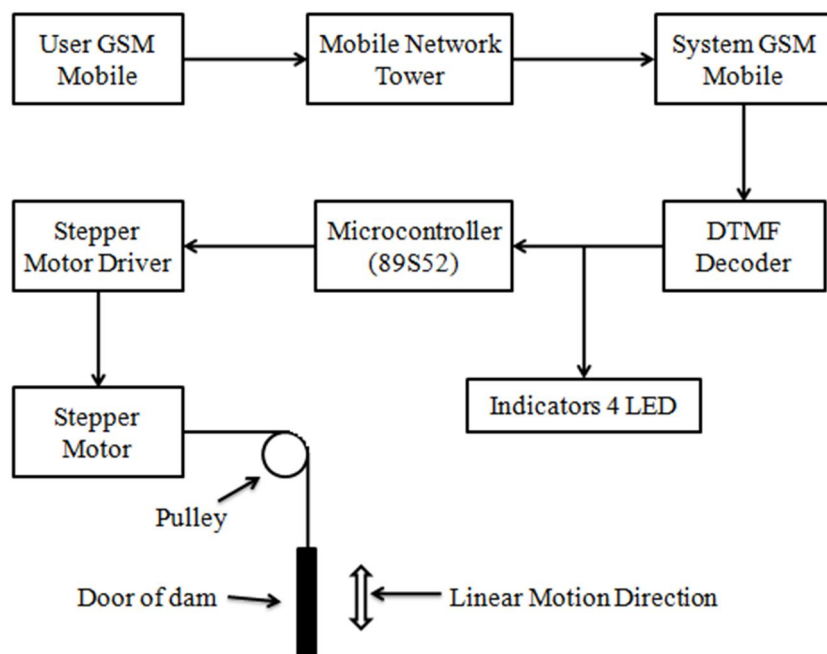 User GSM
Mobile
Mobile Network
Tower
System GSM
Mobile
Stepper
Motor Driver
Microcontroller
(89S52)
DTMF
Decoder
Stepper
Motor
Indicators 4 LED
Pulley
Door of dam
Linear Motion Direction